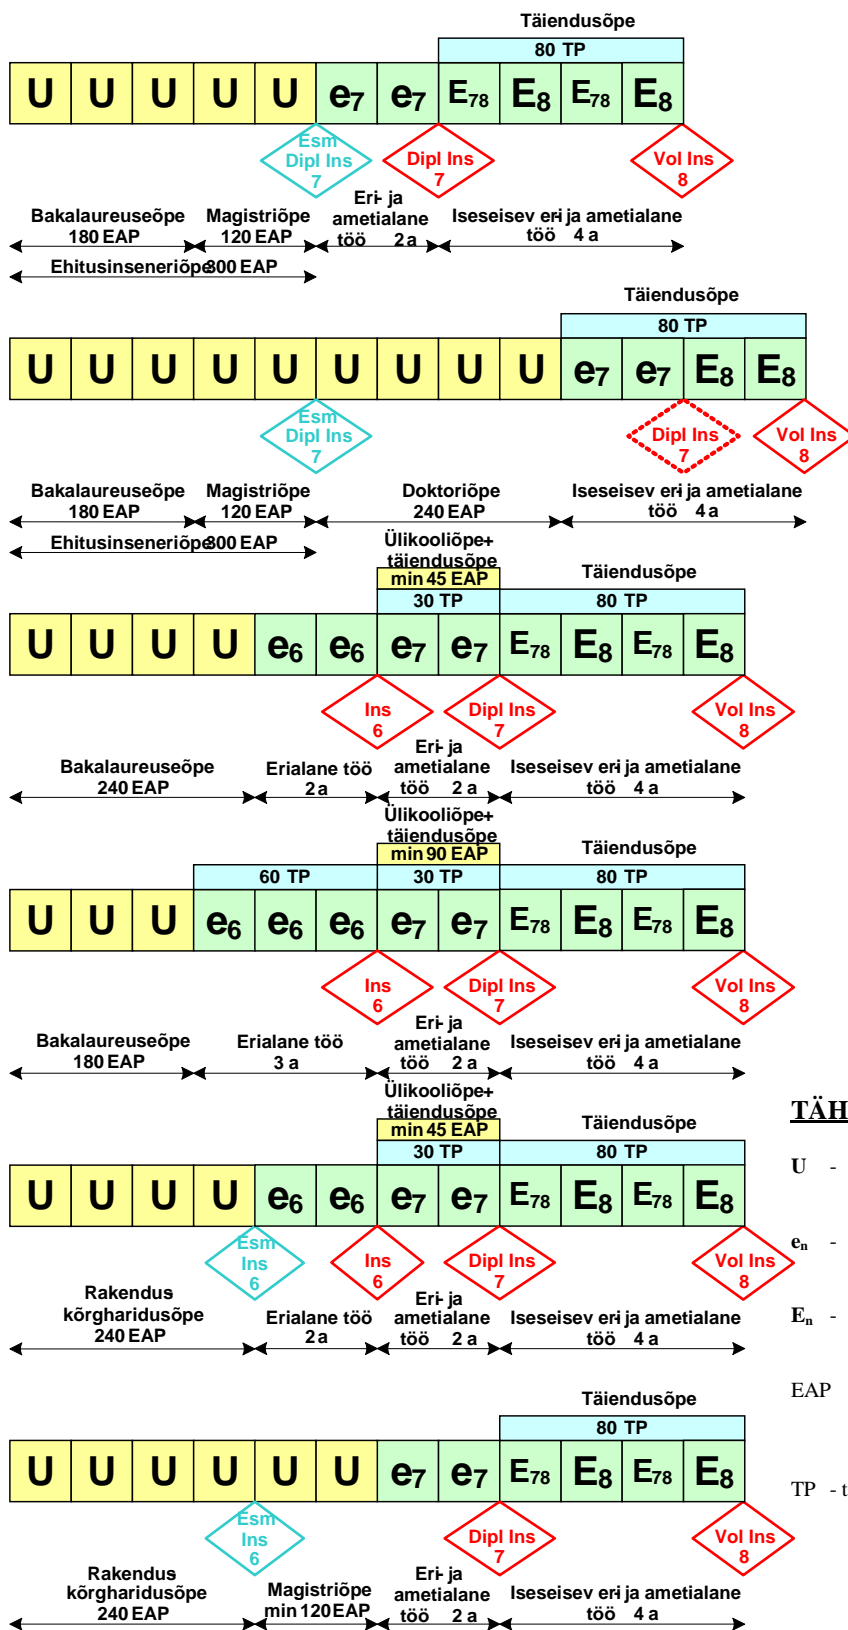 Täiendusõpe
80 TP
U U U U U e7 e7 E78 E8 E78 E8
Esm
Dipl Ins
7
Dipl Ins
7
Vol Ins
8
Bakalaureuseõpe
180 EAP
Magistriõpe
120 EAP
Eri- ja
ametialane
töö 2 a
Iseseisev eri- ja ametialane
töö 4 a
Ehitusinseneriõpe 300 EAP
Täiendusõpe
80 TP
U U U U U U U U U e7 e7 E8 E8
Esm
Dipl Ins
7
Dipl Ins
7
Vol Ins
8
Bakalaureuseõpe
180 EAP
Magistriõpe
120 EAP
Doktoriõpe
240 EAP
Iseseisev eri- ja ametialane
töö 4 a
Ehitusinseneriõpe 300 EAP
Ülikooliõpe+
täiendusõpe
min 45 EAP
30 TP
Täiendusõpe
80 TP
U U U U e6 e6 e7 e7 E78 E8 E78 E8
Ins
6
Dipl Ins
7
Vol Ins
8
Bakalaureuseõpe
240 EAP
Erialane töö
2 a
Eri- ja
ametialane
töö 2 a
Iseseisev eri- ja ametialane
töö 4 a
Ülikooliõpe+
täiendusõpe
min 90 EAP
60 TP
30 TP
Täiendusõpe
80 TP
U U U e6 e6 e6 e7 e7 E78 E8 E78 E8
Ins
6
Dipl Ins
7
Vol Ins
8
Bakalaureuseõpe
180 EAP
Erialane töö
3 a
Eri- ja
ametialane
töö 2 a
Iseseisev eri- ja ametialane
töö 4 a
Ülikooliõpe+
täiendusõpe
min 45 EAP
30 TP
Täiendusõpe
80 TP
U U U U e6 e6 e7 e7 E78 E8 E78 E8
Esm
Ins
6
Ins
6
Dipl Ins
7
Vol Ins
8
Rakendus-
kõrgharidusõpe
240 EAP
Erialane töö
2 a
Eri- ja
ametialane
töö 2 a
Iseseisev eri- ja ametialane
töö 4 a
TÄH
U -
en -
En -
EAP
TP - t
Täiendusõpe
80 TP
U U U U U U e7 e7 E78 E8 E78 E8
Esm
Ins
6
Dipl Ins
7
Vol Ins
8
Rakendus-
kõrgharidusõpe
240 EAP
Magistriõpe
min 120 EAP
Eri- ja
ametialane
töö 2 a
Iseseisev eri- ja ametialane
töö 4 a